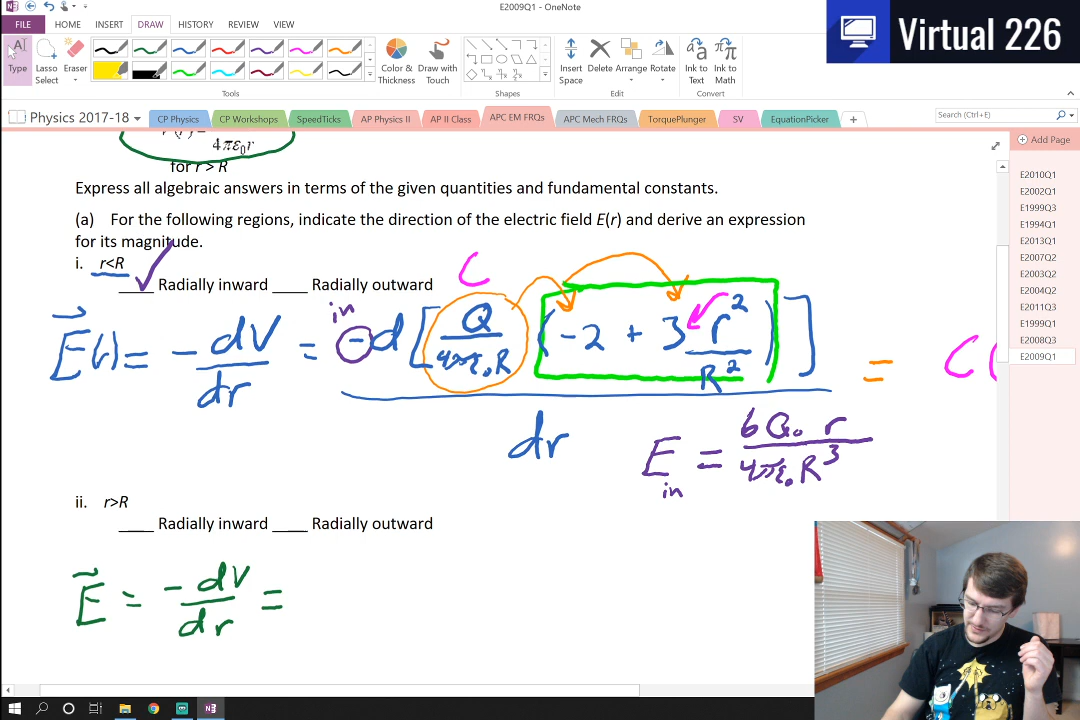 E2009Q1 - OneNote
FILE HOME INSERT DRAW HISTORY REVIEW VIEW
Virtual 226
Type Lasso Select Eraser Color & Thickness Draw with Touch Insert Space Delete Arrange Rotate Ink to Text Ink to Math
Tools Shapes Edit Convert
Physics 2017-18 CP Physics CP Workshops SpeedTicks AP Physics II AP II Class APC EM FRQs APC Mech FRQs TorquePlunger SV EquationPicker Search (Ctrl+E)
Add Page
E2010Q1
E2002Q1
E1999Q3
E1994Q1
E2013Q1
E2007Q2
E2003Q2
E2004Q2
E2011Q3
E1999Q1
E2008Q3
E2009Q1
4πε₀r
for r > R
Express all algebraic answers in terms of the given quantities and fundamental constants.
(a) For the following regions, indicate the direction of the electric field E(r) and derive an expression
for its magnitude.
i. r<R
____ Radially inward ____ Radially outward
C
in
E(r) = -dV/dr = -d[Q/4πε₀R (-2 + 3 r²/R²)]/dr = C(
E in = 6Q₀ r/4πε₀R³
ii. r>R
____ Radially inward ____ Radially outward
E = -dV/dr =